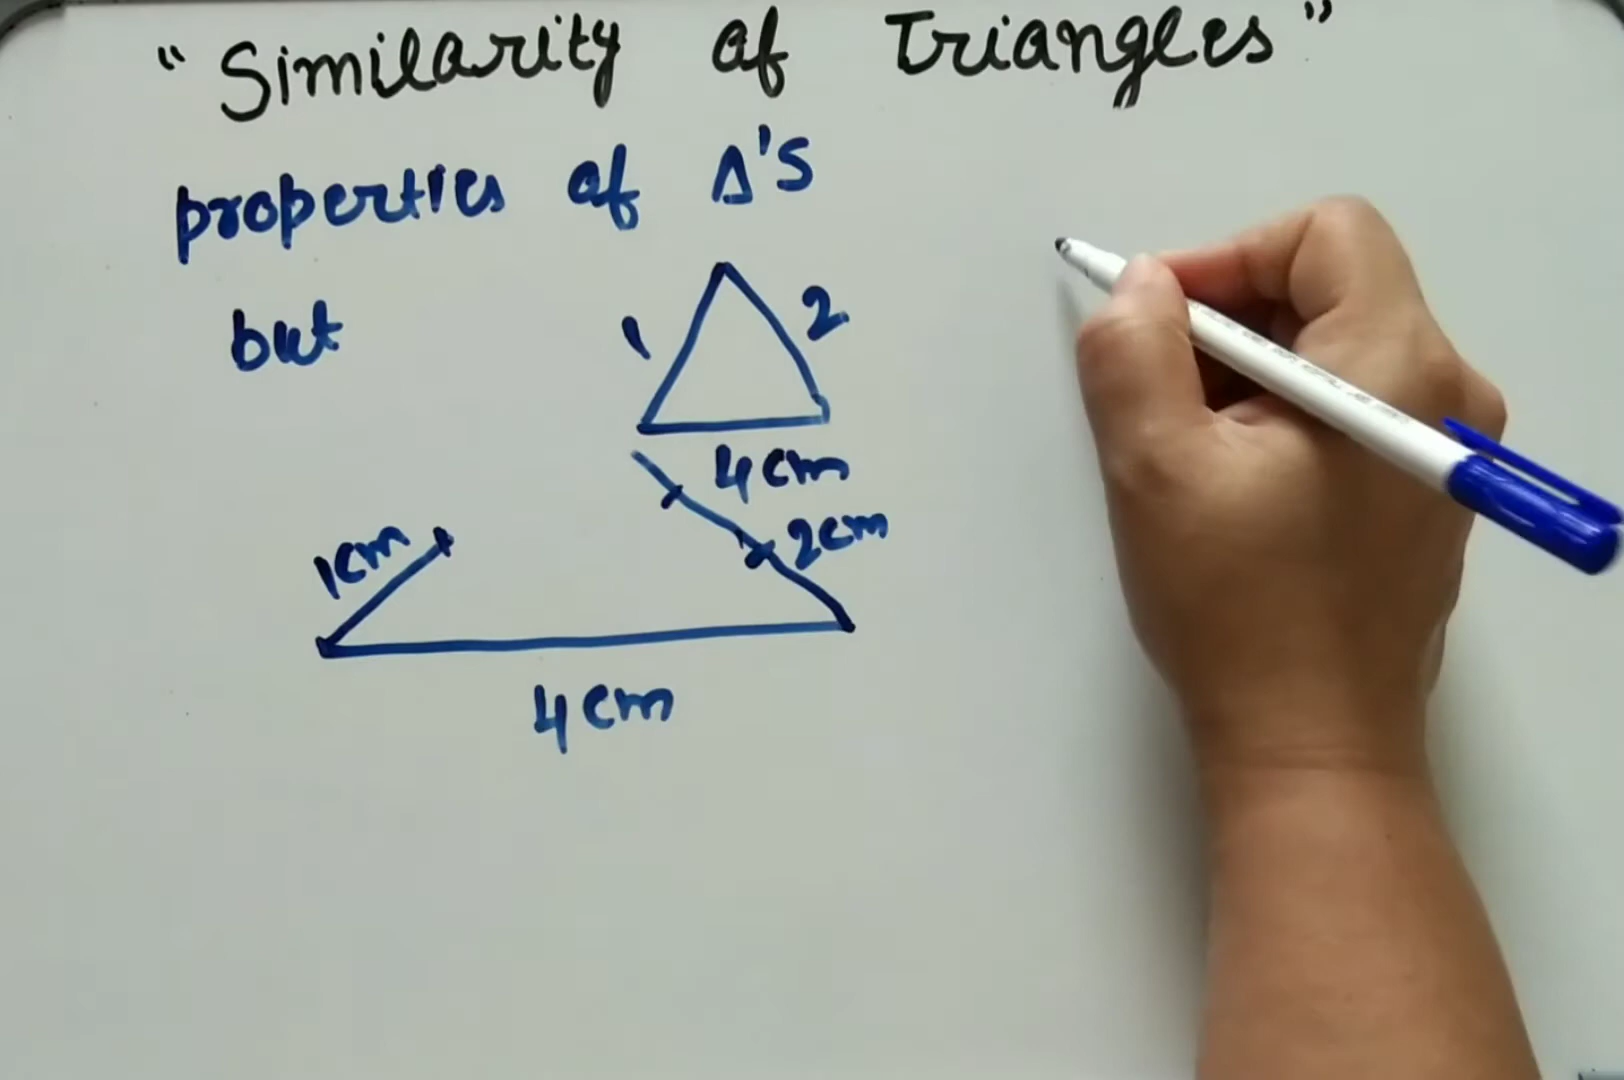 "Similarity of Triangles"
properties of Δ's
but
1
2
4cm
1cm
2cm
4cm